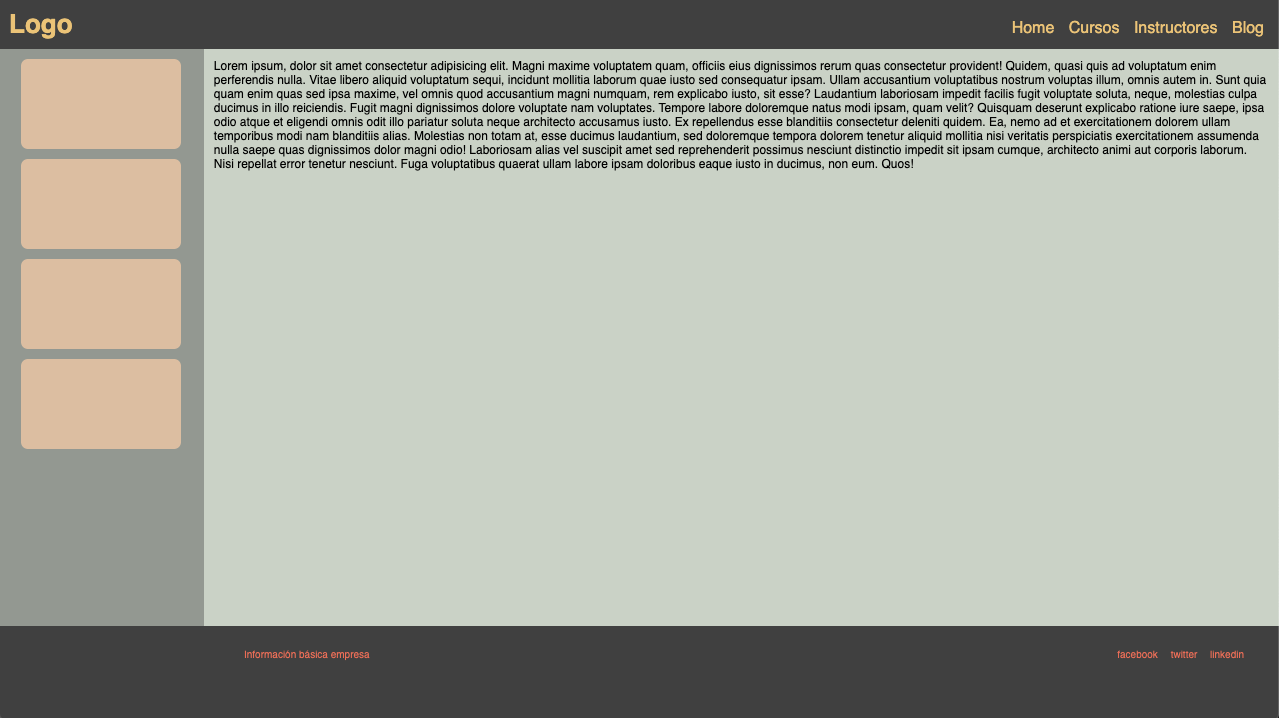 Logo
Home Cursos Instructores Blog
Lorem ipsum, dolor sit amet consectetur adipisicing elit. Magni maxime voluptatem quam, officiis eius dignissimos rerum quas consectetur provident! Quidem, quasi quis ad voluptatum enim
perferendis nulla. Vitae libero aliquid voluptatum sequi, incidunt mollitia laborum quae iusto sed consequatur ipsam. Ullam accusantium voluptatibus nostrum voluptas illum, omnis autem in. Sunt quia
quam enim quas sed ipsa maxime, vel omnis quod accusantium magni numquam, rem explicabo iusto, sit esse? Laudantium laboriosam impedit facilis fugit voluptate soluta, neque, molestias culpa
ducimus in illo reiciendis. Fugit magni dignissimos dolore voluptate nam voluptates. Tempore labore doloremque natus modi ipsam, quam velit? Quisquam deserunt explicabo ratione iure saepe, ipsa
odio atque et eligendi omnis odit illo pariatur soluta neque architecto accusamus iusto. Ex repellendus esse blanditiis consectetur deleniti quidem. Ea, nemo ad et exercitationem dolorem ullam
temporibus modi nam blanditiis alias. Molestias non totam at, esse ducimus laudantium, sed doloremque tempora dolorem tenetur aliquid mollitia nisi veritatis perspiciatis exercitationem assumenda
nulla saepe quas dignissimos dolor magni odio! Laboriosam alias vel suscipit amet sed reprehenderit possimus nesciunt distinctio impedit sit ipsam cumque, architecto animi aut corporis laborum.
Nisi repellat error tenetur nesciunt. Fuga voluptatibus quaerat ullam labore ipsam doloribus eaque iusto in ducimus, non eum. Quos!
Información básica empresa
facebook twitter linkedin